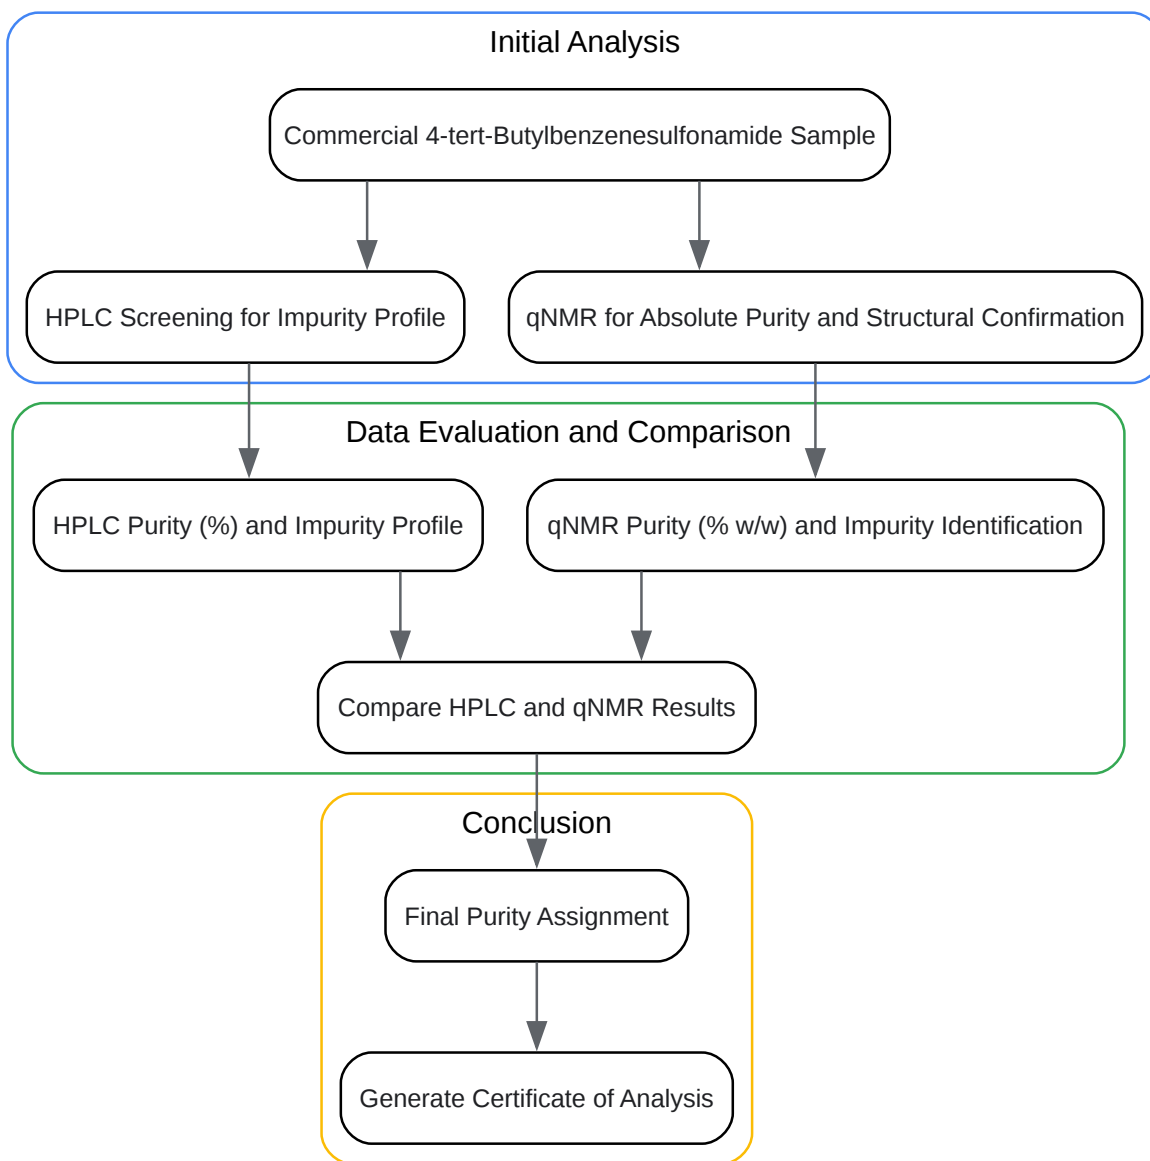 Initial Analysis
Commercial 4-tert-Butylbenzenesulfonamide Sample
HPLC Screening for Impurity Profile
qNMR for Absolute Purity and Structural Confirmation
Data Evaluation and Comparison
HPLC Purity (%) and Impurity Profile
qNMR Purity (% w/w) and Impurity Identification
Compare HPLC and qNMR Results
Conclusion
Final Purity Assignment
Generate Certificate of Analysis